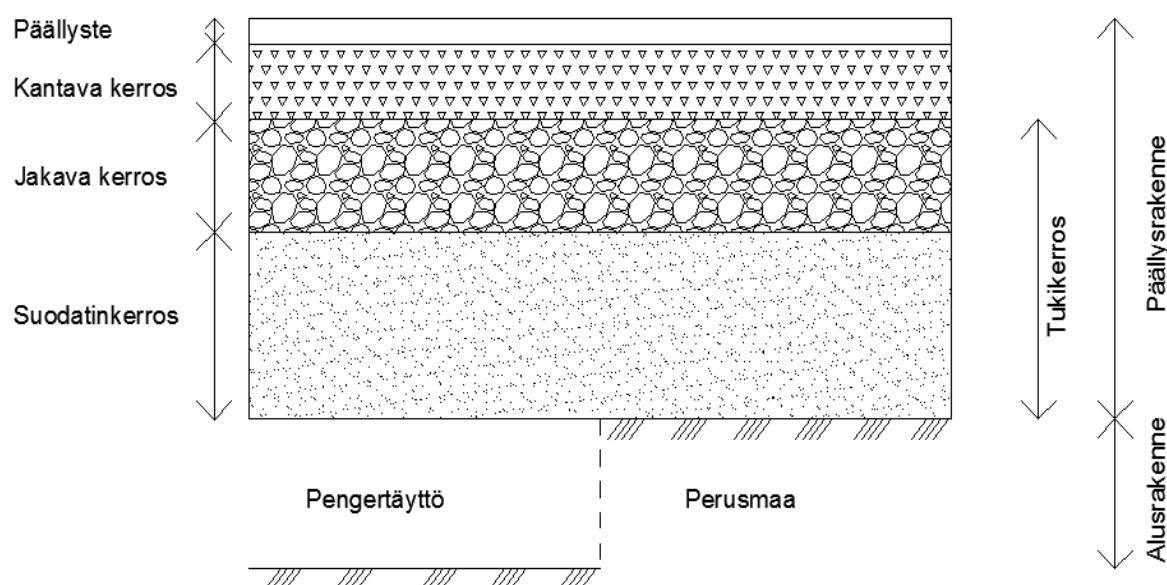 Päällyste
Kantava kerros
Jakava kerros
Suodatinkerros
Pengertäyttö
Perusmaa
Tukikerros
Päällysrakenne
Alusrakenne